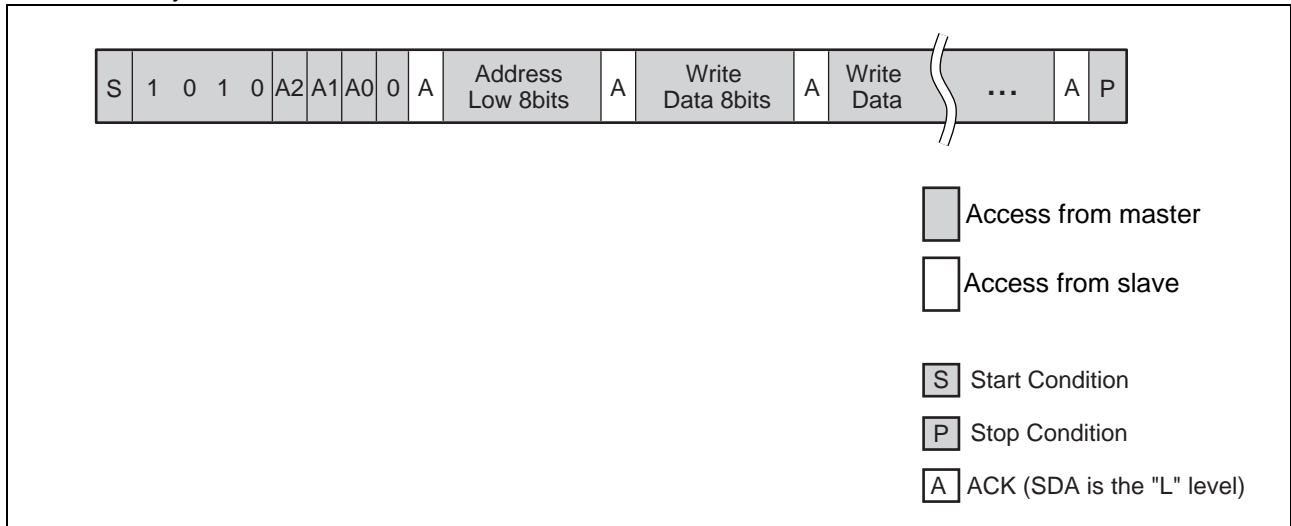 S 1 0 1 0 A2 A1 A0 0 A Address Low 8bits A Write Data 8bits A Write Data ... A P
Access from master
Access from slave
S Start Condition
P Stop Condition
A ACK (SDA is the "L" level)